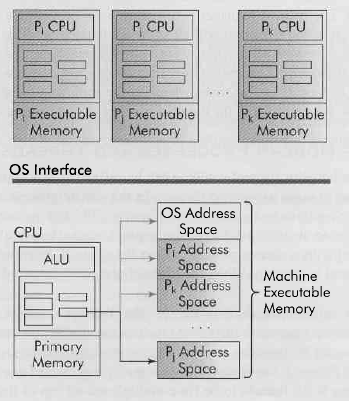 Pi CPU
Pj CPU
Pk CPU
. . .
Pi Executable
Memory
Pj Executable
Memory
Pk Executable
Memory
OS Interface
CPU
ALU
Primary
Memory
OS Address
Space
Pi Address
Space
Pk Address
Space
. . .
Pj Address
Space
Machine
Executable
Memory